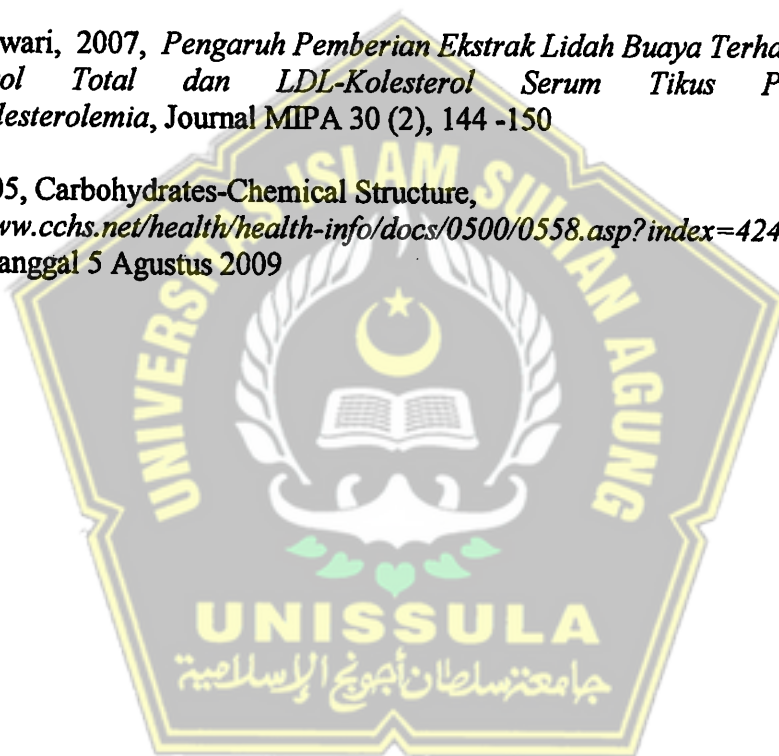 wari, 2007, Pengaruh Pemberian Ekstrak Lidah Buaya Terha
ol Total dan LDL-Kolesterol Serum Tikus P
lesterolemia, Journal MIPA 30 (2), 144 -150
05, Carbohydrates-Chemical Structure,
ww.cchs.net/health/health-info/docs/0500/0558.asp?index=424
anggal 5 Agustus 2009
UNIVERSITAS ISLAM SULTAN AGUNG
UNISSULA
جامعتنسلطان أجونج الإسلامية